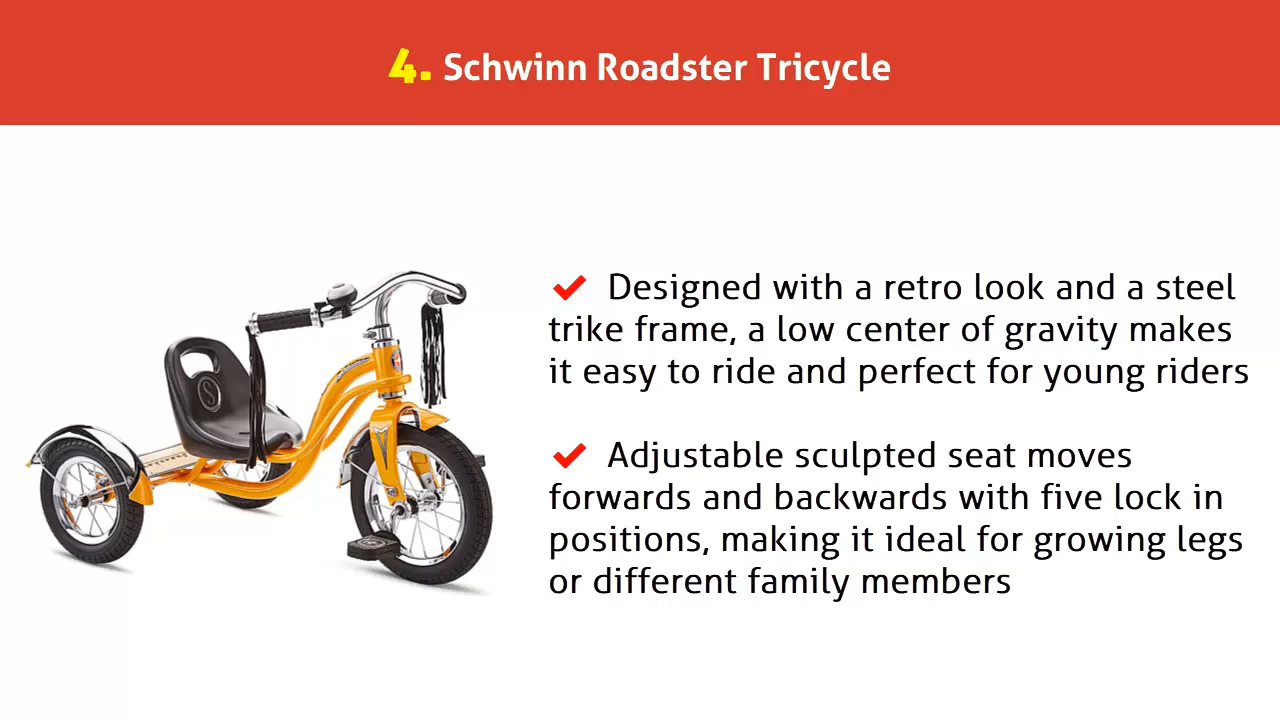 4. Schwinn Roadster Tricycle
Designed with a retro look and a steel
trike frame, a low center of gravity makes
it easy to ride and perfect for young riders
Adjustable sculpted seat moves
forwards and backwards with five lock in
positions, making it ideal for growing legs
or different family members
S